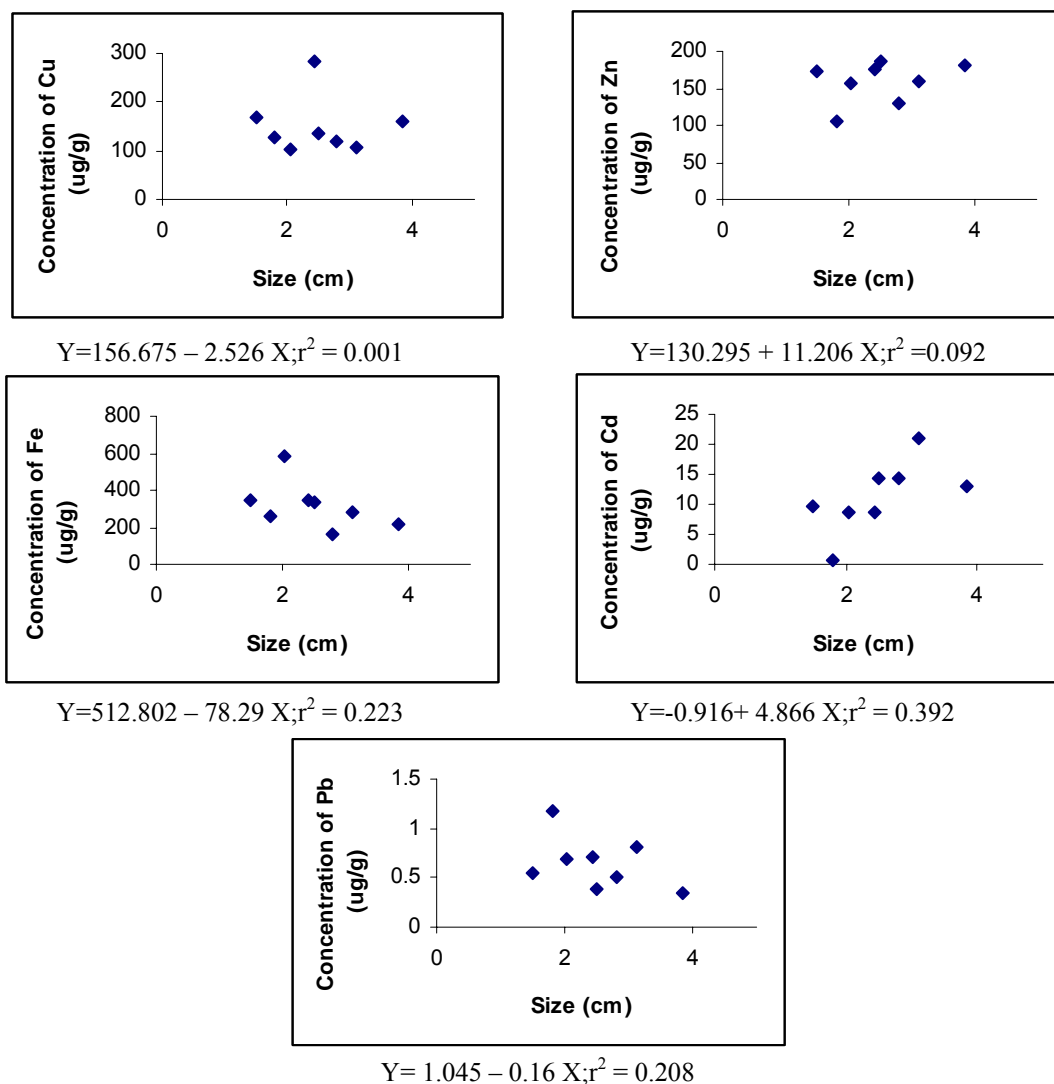 Concentration of Cu
(ug/g)
300
200
100
0
0 2 4
Size (cm)
Y=156.675 – 2.526 X;r² = 0.001
Concentration of Zn
(ug/g)
200
150
100
50
0
0 2 4
Size (cm)
Y=130.295 + 11.206 X;r² =0.092
Concentration of Fe
(ug/g)
800
600
400
200
0
0 2 4
Size (cm)
Y=512.802 – 78.29 X;r² = 0.223
Concentration of Cd
(ug/g)
25
20
15
10
5
0
0 2 4
Size (cm)
Y=-0.916+ 4.866 X;r² = 0.392
Concentration of Pb
(ug/g)
1.5
1
0.5
0
0 2 4
Size (cm)
Y= 1.045 – 0.16 X;r² = 0.208